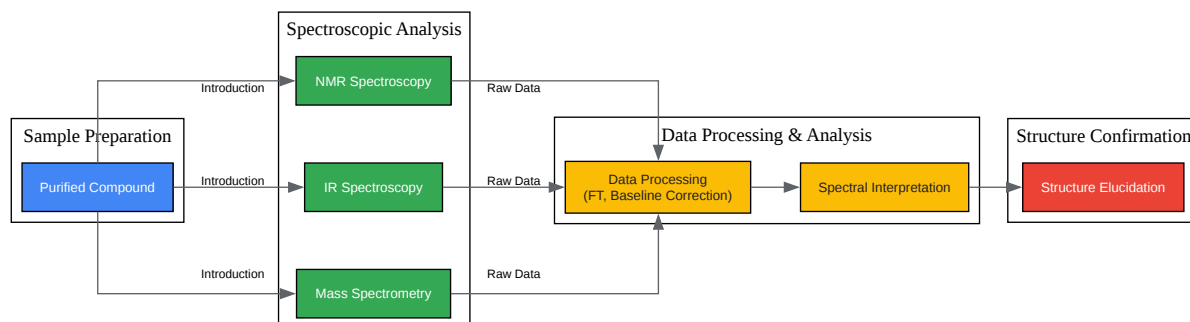 Spectroscopic Analysis
NMR Spectroscopy
Introduction
Raw Data
Sample Preparation
Data Processing & Analysis
Structure Confirmation
Purified Compound
Introduction
IR Spectroscopy
Raw Data
Data Processing
(FT, Baseline Correction)
Spectral Interpretation
Structure Elucidation
Introduction
Raw Data
Mass Spectrometry